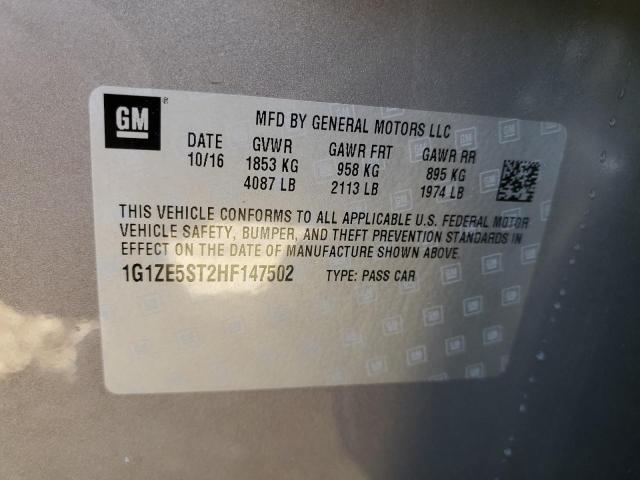 GM
MFD BY GENERAL MOTORS LLC
DATE GVWR GAWR FRT GAWR RR
10/16 1853 KG 958 KG 895 KG
4087 LB 2113 LB 1974 LB
THIS VEHICLE CONFORMS TO ALL APPLICABLE U.S. FEDERAL MOTOR
VEHICLE SAFETY, BUMPER, AND THEFT PREVENTION STANDARDS IN
EFFECT ON THE DATE OF MANUFACTURE SHOWN ABOVE.
1G1ZE5ST2HF147502 TYPE: PASS CAR